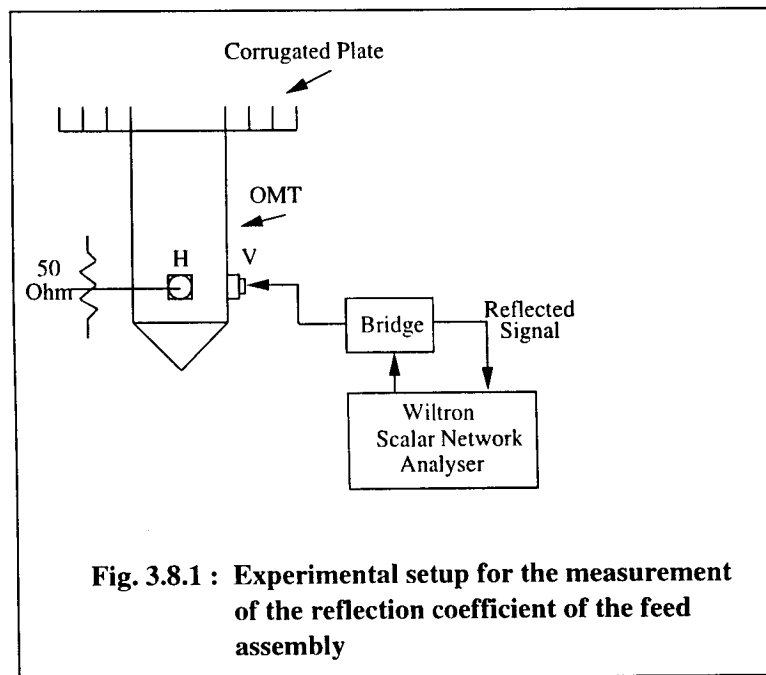 Corrugated Plate
OMT
H
V
50
Ohm
Bridge
Reflected
Signal
Wiltron
Scalar Network
Analyser
Fig. 3.8.1 : Experimental setup for the measurement
of the reflection coefficient of the feed
assembly